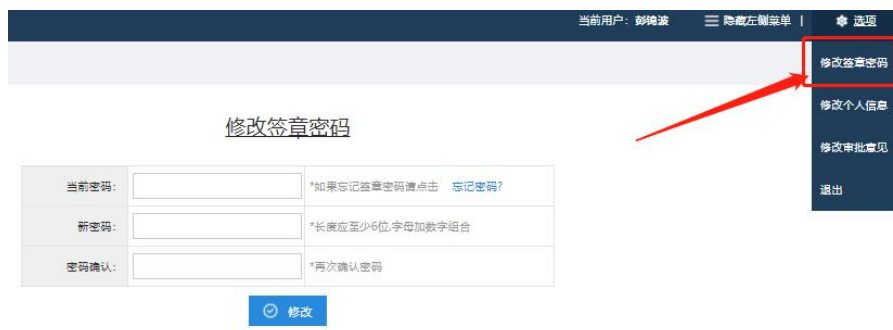 当前用户：彭锦波 隐藏左侧菜单 | 选项
修改签章密码
修改个人信息
修改审批意见
退出
修改签章密码
当前密码： *如果忘记签章密码请点击 忘记密码?
新密码： *长度应至少6位,字母加数字组合
密码确认： *再次确认密码
修改